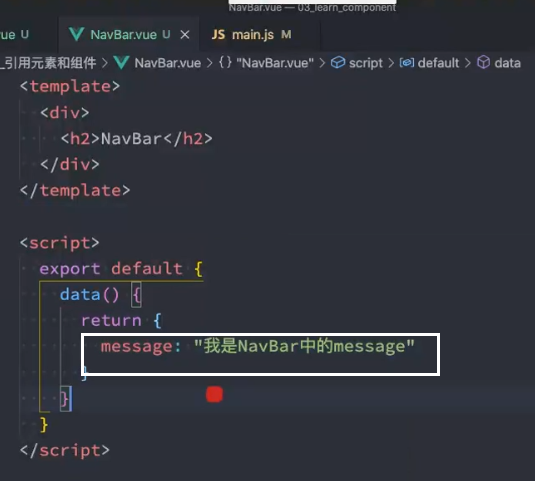 NavBar.vue — 03_learn_component
vue U
NavBar.vue U ×
JS main.js M
_引用元素和组件 > NavBar.vue > {} "NavBar.vue" > script > default > data
<template>
<div>
<h2>NavBar</h2>
</div>
</template>
<script>
export default {
data() {
return {
message: "我是NavBar中的message"
}
}
}
</script>